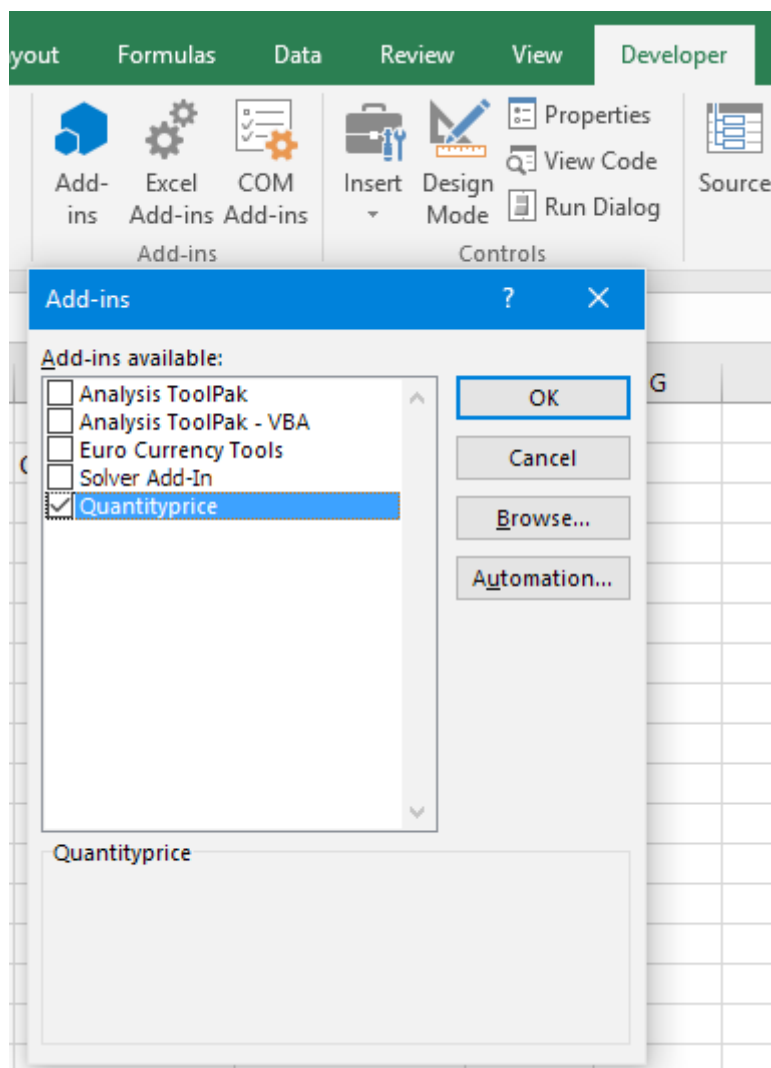 yout Formulas Data Review View Developer
Properties
View Code
Run Dialog
Add-
ins
Excel
Add-ins
COM
Add-ins
Insert
Design
Mode
Source
Add-ins
Controls
Add-ins ? ×
Add-ins available:
G
Analysis ToolPak
Analysis ToolPak - VBA
Euro Currency Tools
Solver Add-In
Quantityprice
OK
Cancel
Browse...
Automation...
Quantityprice